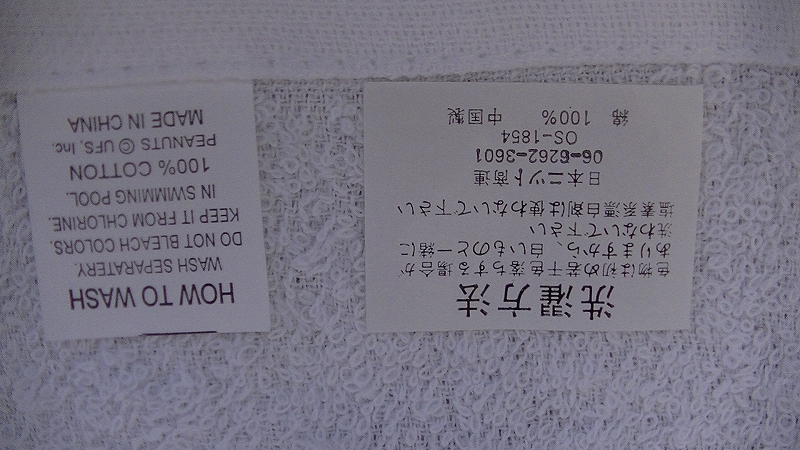 HOW TO WASH
WASH SEPARATERY.
DO NOT BLEACH COLORS.
KEEP IT FROM CHLORINE.
IN SWIMMING POOL.
100% COTTON
PEANUTS © UFS, Inc.
MADE IN CHINA
洗濯方法
色物は初め若干色落ちする場合が
ありますから、白いものと一緒に
洗わないで下さい
塩素系漂白剤は使わないで下さい
日本ニット商連
06-6262-3601
OS-1854
綿 100% 中国製